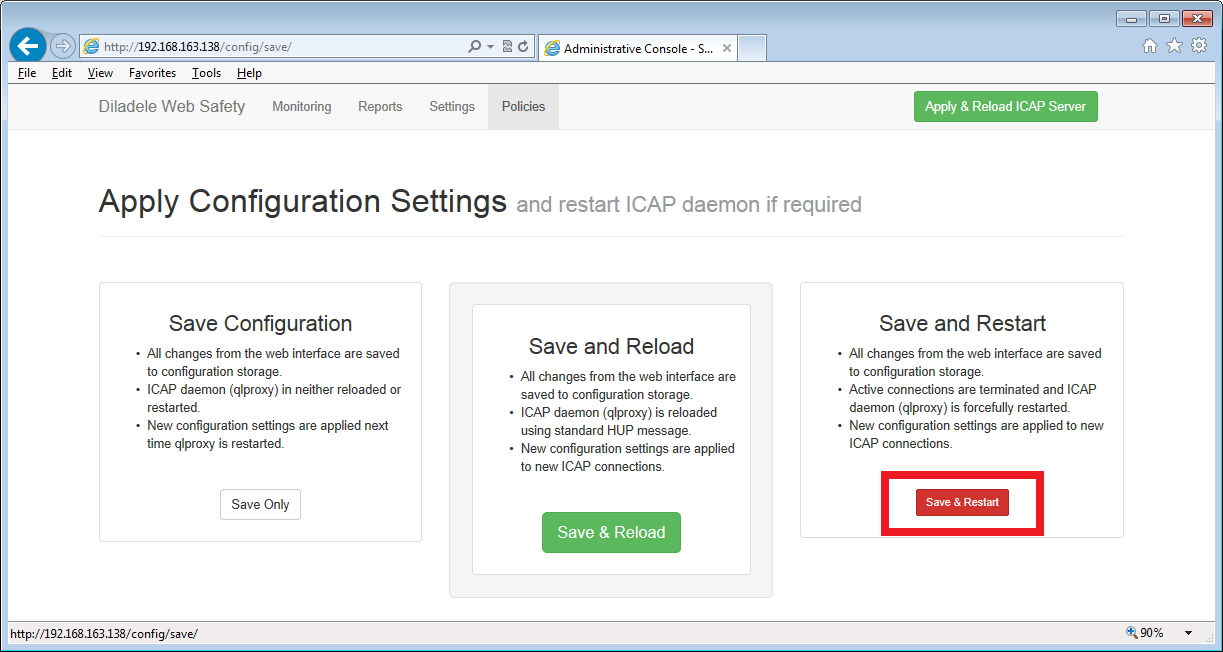 http://192.168.163.138/config/save/
Administrative Console - S...
File Edit View Favorites Tools Help
Diladele Web Safety Monitoring Reports Settings Policies Apply & Reload ICAP Server
Apply Configuration Settings and restart ICAP daemon if required
Save Configuration
• All changes from the web interface are saved
to configuration storage.
• ICAP daemon (qlproxy) in neither reloaded or
restarted.
• New configuration settings are applied next
time qlproxy is restarted.
Save Only
Save and Reload
• All changes from the web interface are
saved to configuration storage.
• ICAP daemon (qlproxy) is reloaded
using standard HUP message.
• New configuration settings are applied
to new ICAP connections.
Save & Reload
Save and Restart
• All changes from the web interface are saved
to configuration storage.
• Active connections are terminated and ICAP
daemon (qlproxy) is forcefully restarted.
• New configuration settings are applied to new
ICAP connections.
Save & Restart
http://192.168.163.138/config/save/
90%